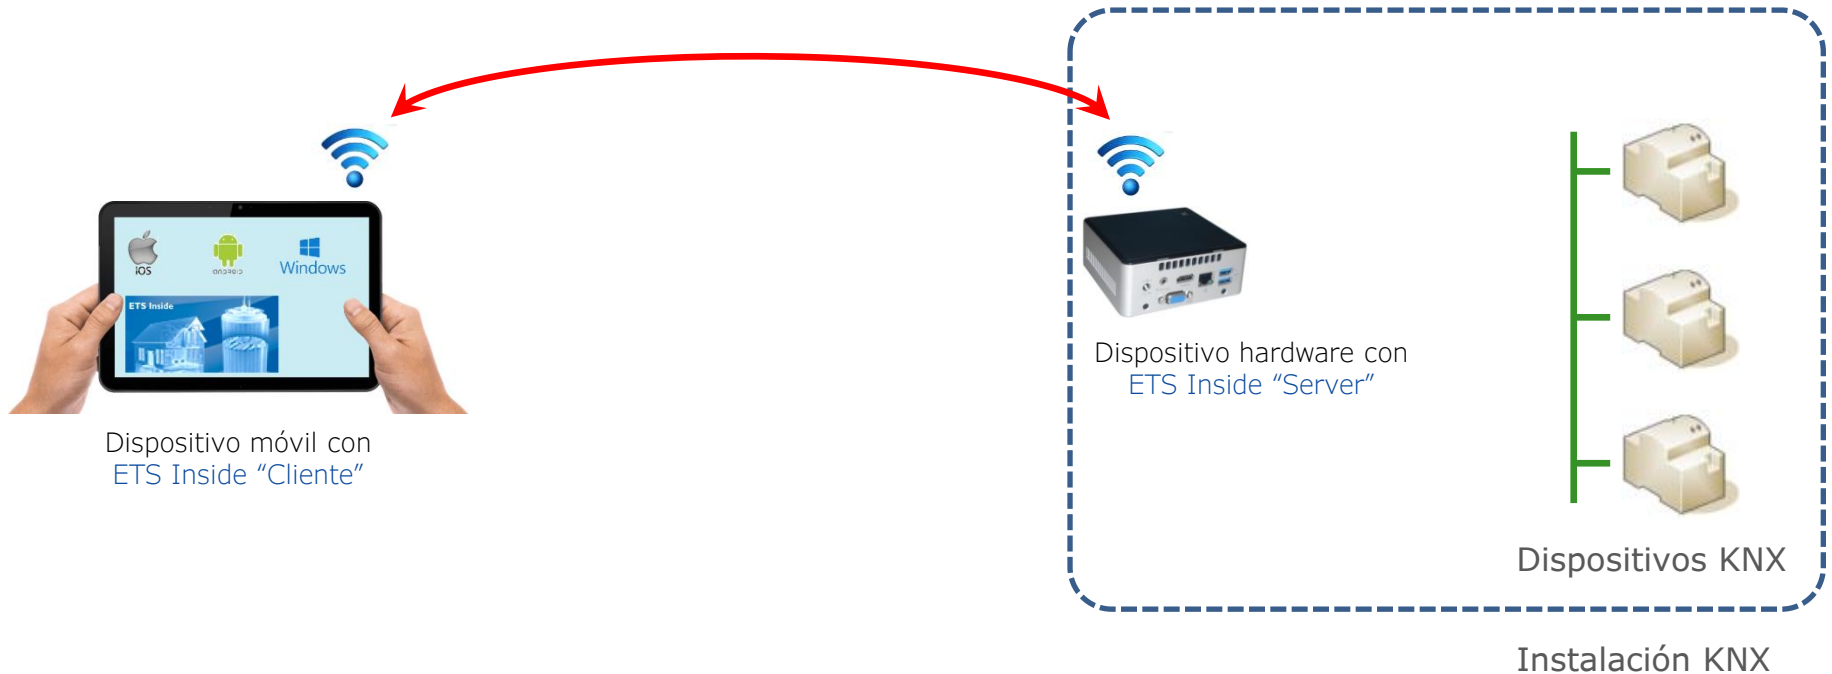 iOS
ANDROID
Windows
ETS Inside
Dispositivo móvil con
ETS Inside “Cliente”
Dispositivo hardware con
ETS Inside “Server”
Dispositivos KNX
Instalación KNX